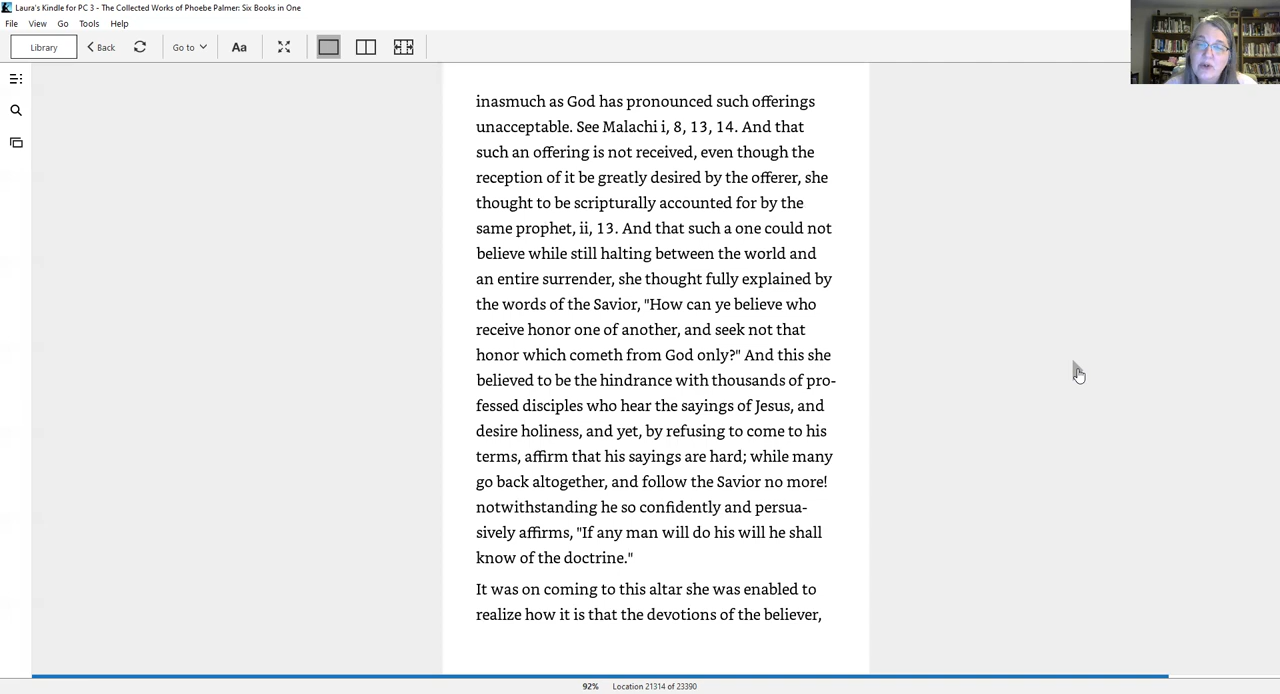 Laura's Kindle for PC 3 - The Collected Works of Phoebe Palmer: Six Books in One
File View Go Tools Help
Library Back Go to Aa
inasmuch as God has pronounced such offerings
unacceptable. See Malachi i, 8, 13, 14. And that
such an offering is not received, even though the
reception of it be greatly desired by the offerer, she
thought to be scripturally accounted for by the
same prophet, ii, 13. And that such a one could not
believe while still halting between the world and
an entire surrender, she thought fully explained by
the words of the Savior, "How can ye believe who
receive honor one of another, and seek not that
honor which cometh from God only?" And this she
believed to be the hindrance with thousands of pro-
fessed disciples who hear the sayings of Jesus, and
desire holiness, and yet, by refusing to come to his
terms, affirm that his sayings are hard; while many
go back altogether, and follow the Savior no more!
notwithstanding he so confidently and persua-
sively affirms, "If any man will do his will he shall
know of the doctrine."
It was on coming to this altar she was enabled to
realize how it is that the devotions of the believer,
92% Location 21314 of 23390